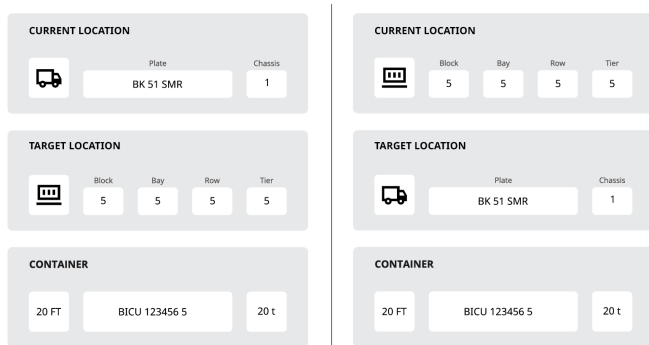 CURRENT LOCATION
Plate Chassis
BK 51 SMR 1
TARGET LOCATION
Block Bay Row Tier
5 5 5 5
CONTAINER
20 FT BICU 123456 5 20 t
CURRENT LOCATION
Block Bay Row Tier
5 5 5 5
TARGET LOCATION
Plate Chassis
BK 51 SMR 1
CONTAINER
20 FT BICU 123456 5 20 t